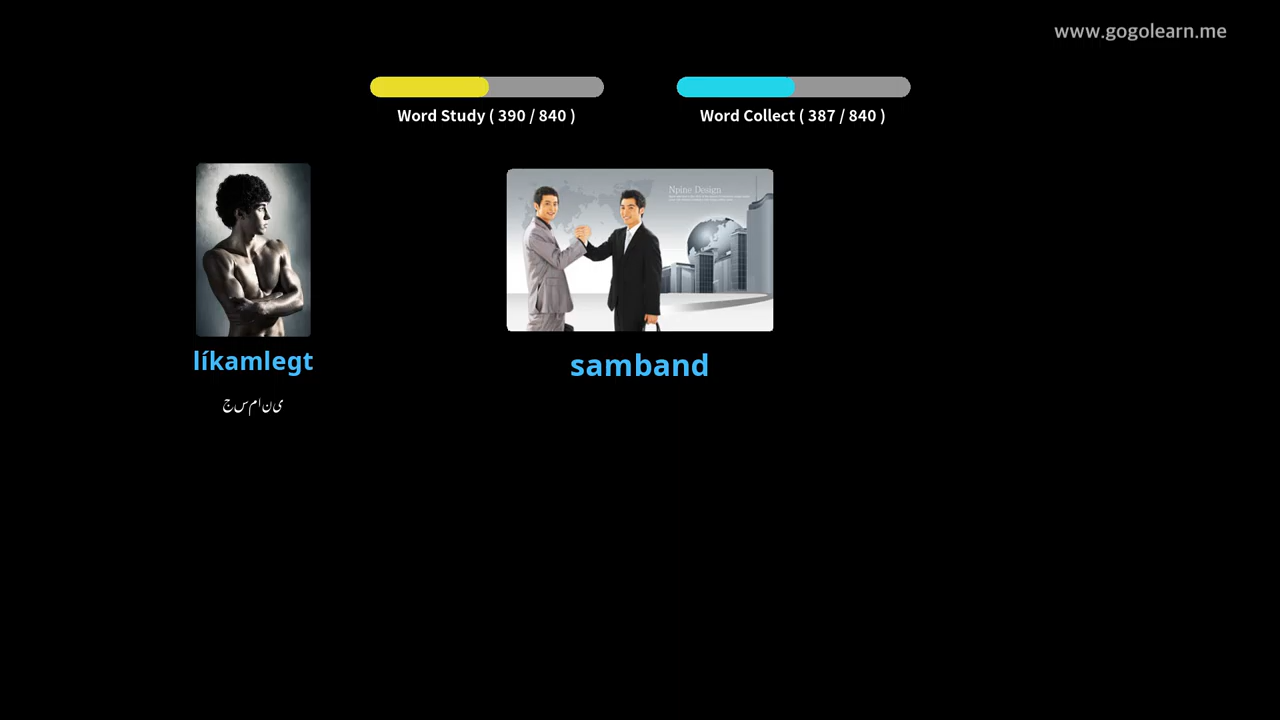 www.gogolearn.me
Word Study ( 390 / 840 )
Word Collect ( 387 / 840 )
Npine Design
líkamlegt
جسمانی
samband